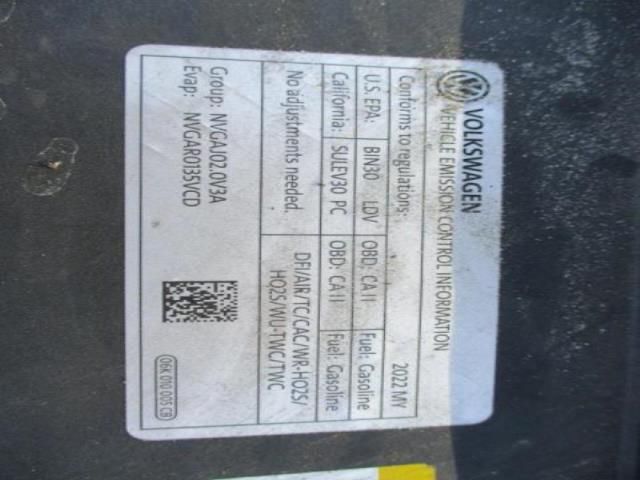 VOLKSWAGEN
VEHICLE EMISSION CONTROL INFORMATION
Conforms to regulations: 2022 MY
U.S. EPA: BIN30 LDV OBD: CA II Fuel: Gasoline
California: SULEV30 PC OBD: CA II Fuel: Gasoline
No adjustments needed. DFI/AIR/TC/CAC/WR-HO2S/
HO2S/WU-TWC/TWC
Group: NVGAJ02.0V3A
Evap: NVGAR0135VCD
06K 010 005 CB